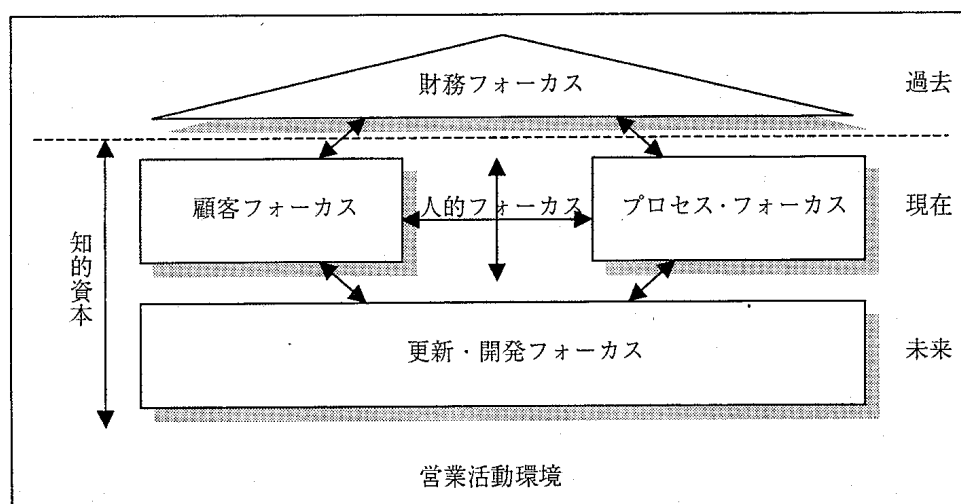 財務フォーカス
過去
顧客フォーカス
人的フォーカス
プロセス・フォーカス
現在
知的資本
更新・開発フォーカス
未来
営業活動環境